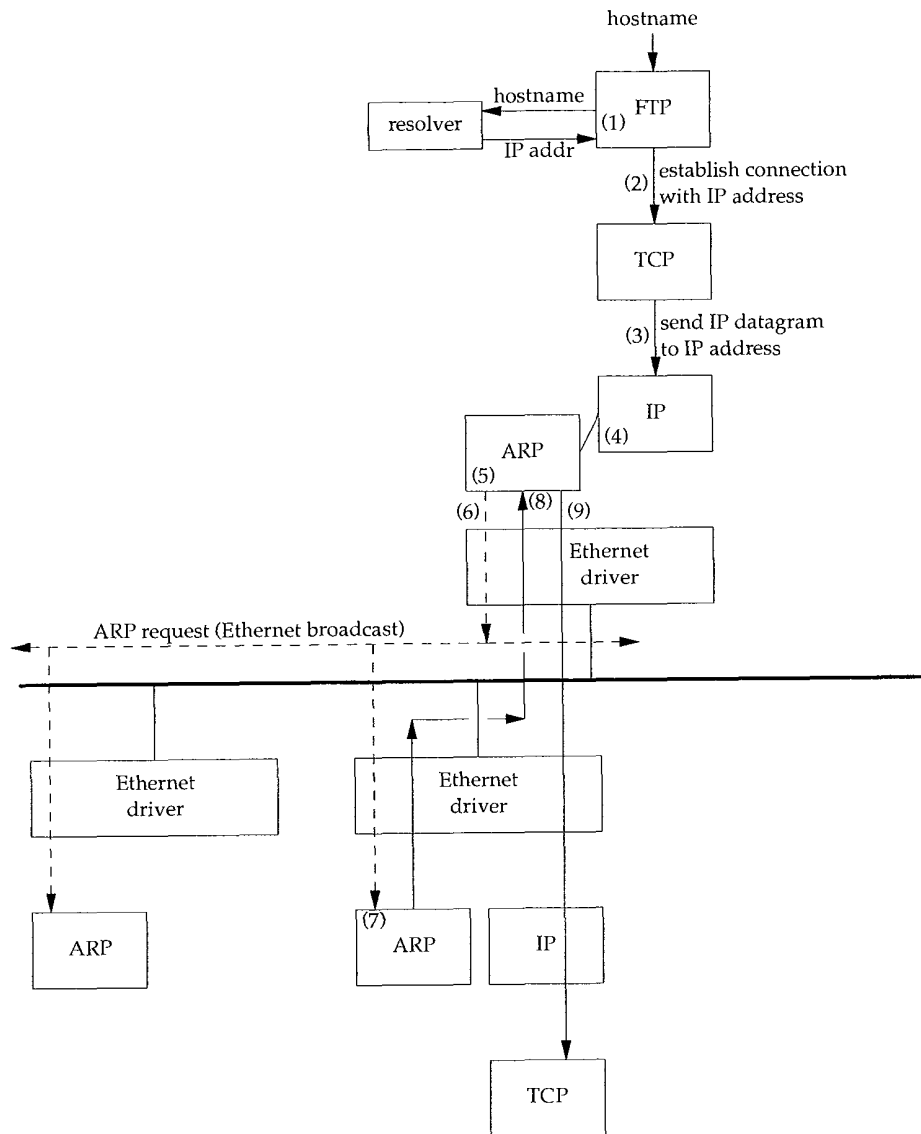 hostname
hostname
FTP
resolver
(1)
IP addr
(2)
establish connection
with IP address
TCP
(3)
send IP datagram
to IP address
IP
(4)
ARP
(5)
(6)
(8)
(9)
Ethernet
driver
ARP request (Ethernet broadcast)
Ethernet
driver
Ethernet
driver
(7)
ARP
ARP
IP
TCP